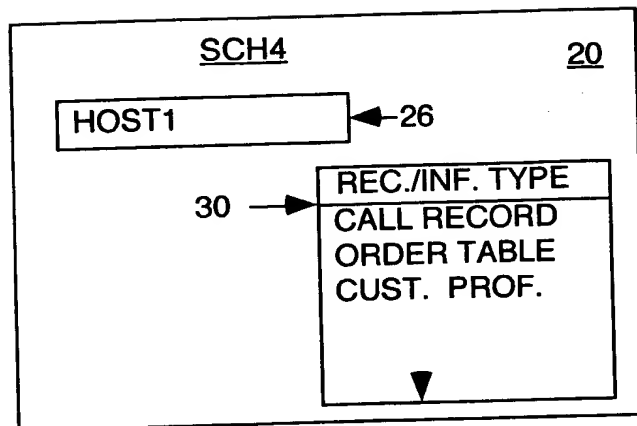 SCH4 20
HOST1 26
REC./INF. TYPE
30
CALL RECORD
ORDER TABLE
CUST. PROF.